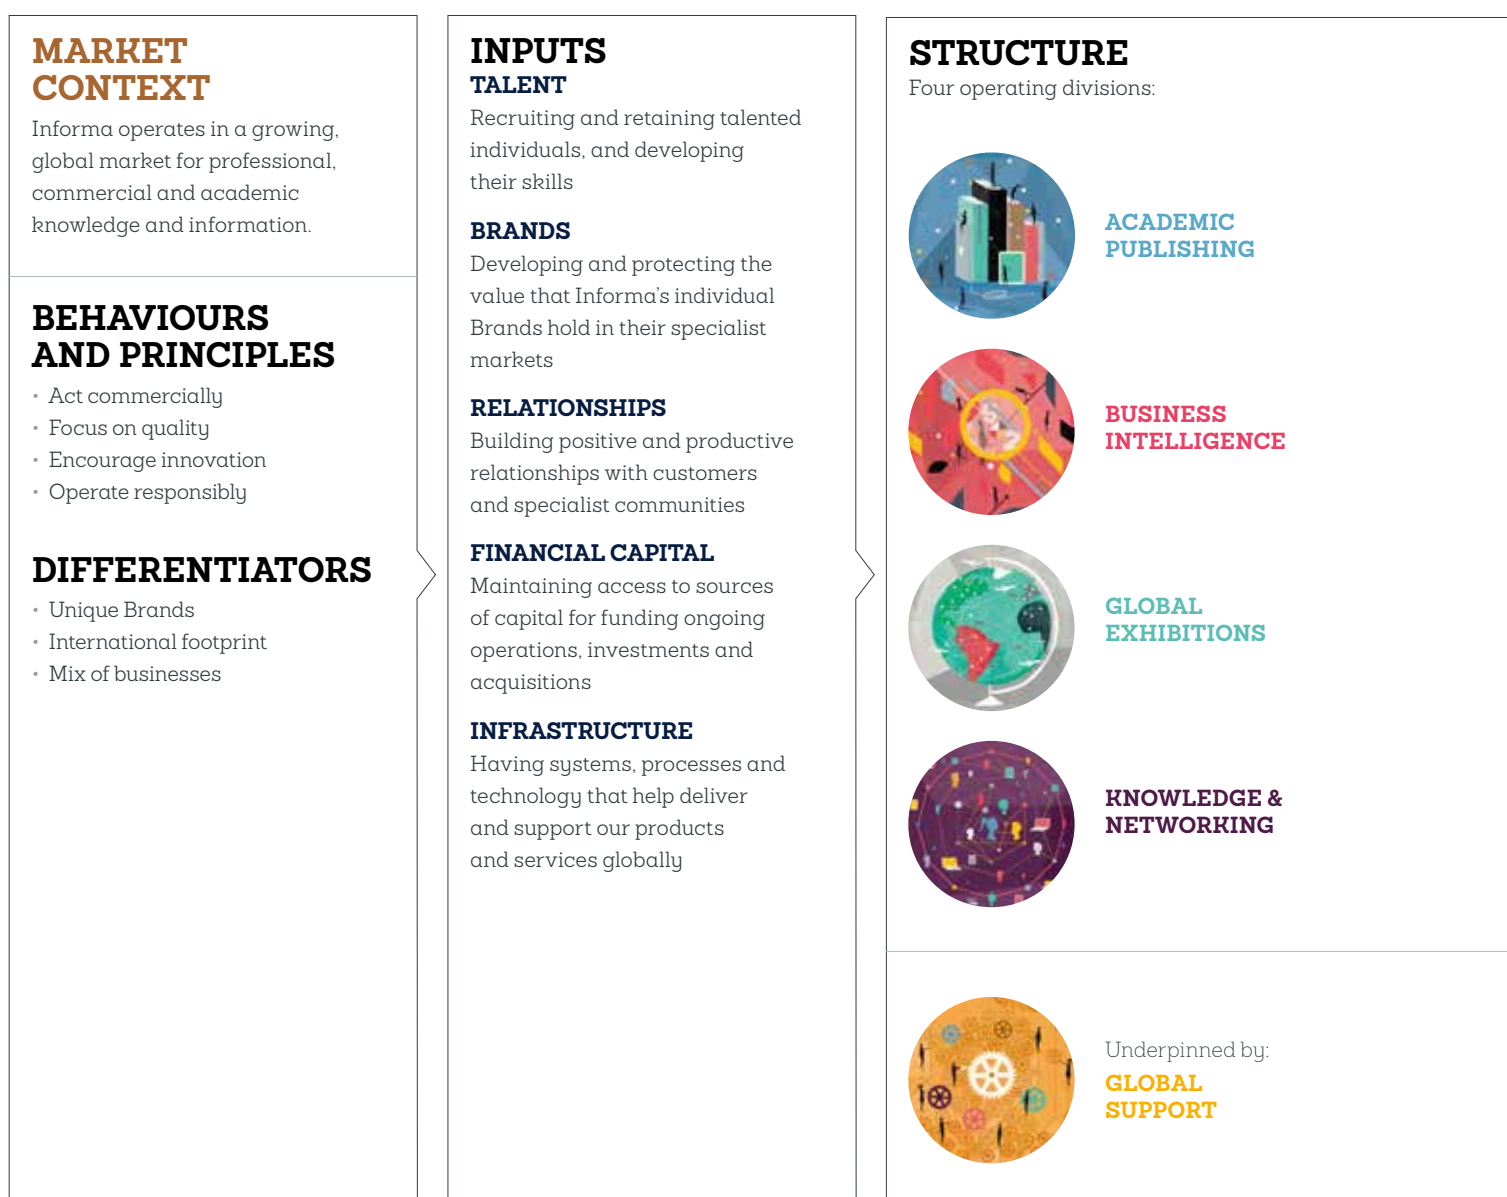 MARKET
CONTEXT
Informa operates in a growing,
global market for professional,
commercial and academic
knowledge and information.
BEHAVIOURS
AND PRINCIPLES
• Act commercially
• Focus on quality
• Encourage innovation
• Operate responsibly
DIFFERENTIATORS
• Unique Brands
• International footprint
• Mix of businesses
INPUTS
TALENT
Recruiting and retaining talented
individuals, and developing
their skills
BRANDS
Developing and protecting the
value that Informa’s individual
Brands hold in their specialist
markets
RELATIONSHIPS
Building positive and productive
relationships with customers
and specialist communities
FINANCIAL CAPITAL
Maintaining access to sources
of capital for funding ongoing
operations, investments and
acquisitions
INFRASTRUCTURE
Having systems, processes and
technology that help deliver
and support our products
and services globally
STRUCTURE
Four operating divisions:
ACADEMIC
PUBLISHING
BUSINESS
INTELLIGENCE
GLOBAL
EXHIBITIONS
KNOWLEDGE &
NETWORKING
Underpinned by:
GLOBAL
SUPPORT